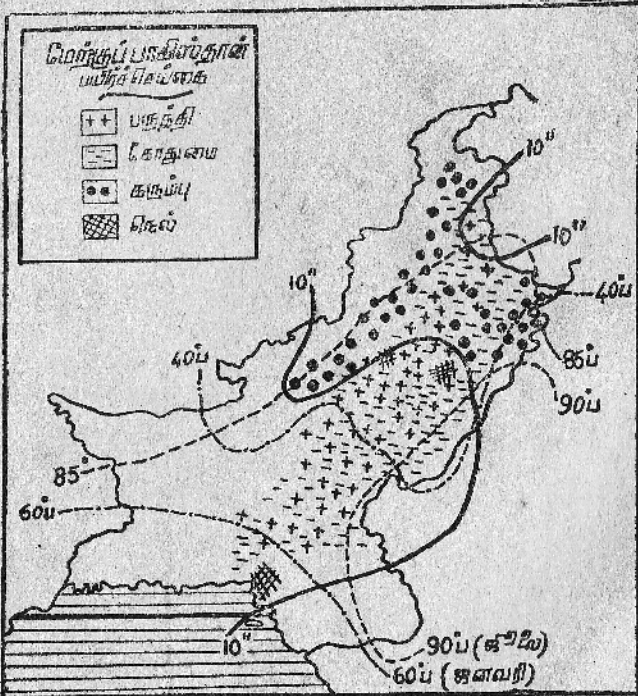 மேற்குப் பாகிஸ்தான்
பயிர்ச்செய்கை
பருத்தி
கோதுமை
கரும்பு
நெல்
10"
10"
10"
40ப
40ப
85ப
90ப
85°
60ப
10"
90ப (ஜூலை)
60ப (ஜனவரி)